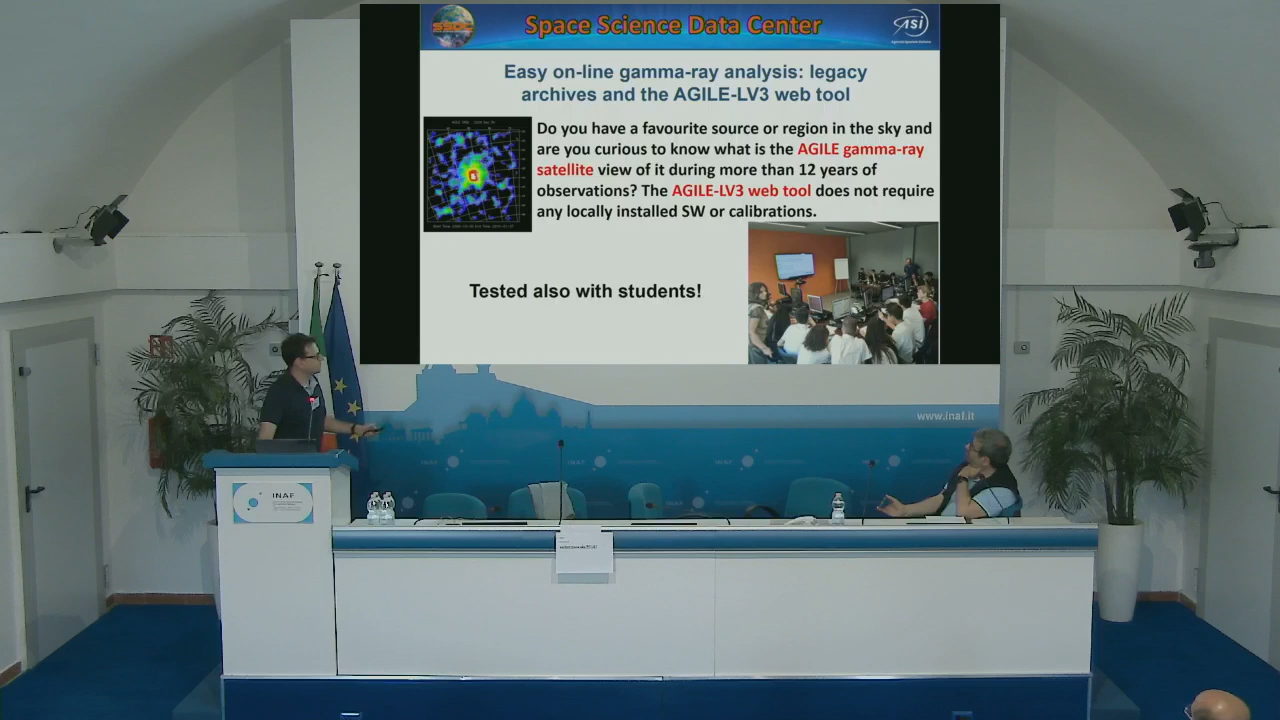 SSDC
Space Science Data Center
asi
Easy on-line gamma-ray analysis: legacy
archives and the AGILE-LV3 web tool
Do you have a favourite source or region in the sky and
are you curious to know what is the AGILE gamma-ray
satellite view of it during more than 12 years of
observations? The AGILE-LV3 web tool does not require
any locally installed SW or calibrations.
Tested also with students!
www.inaf.it
INAF